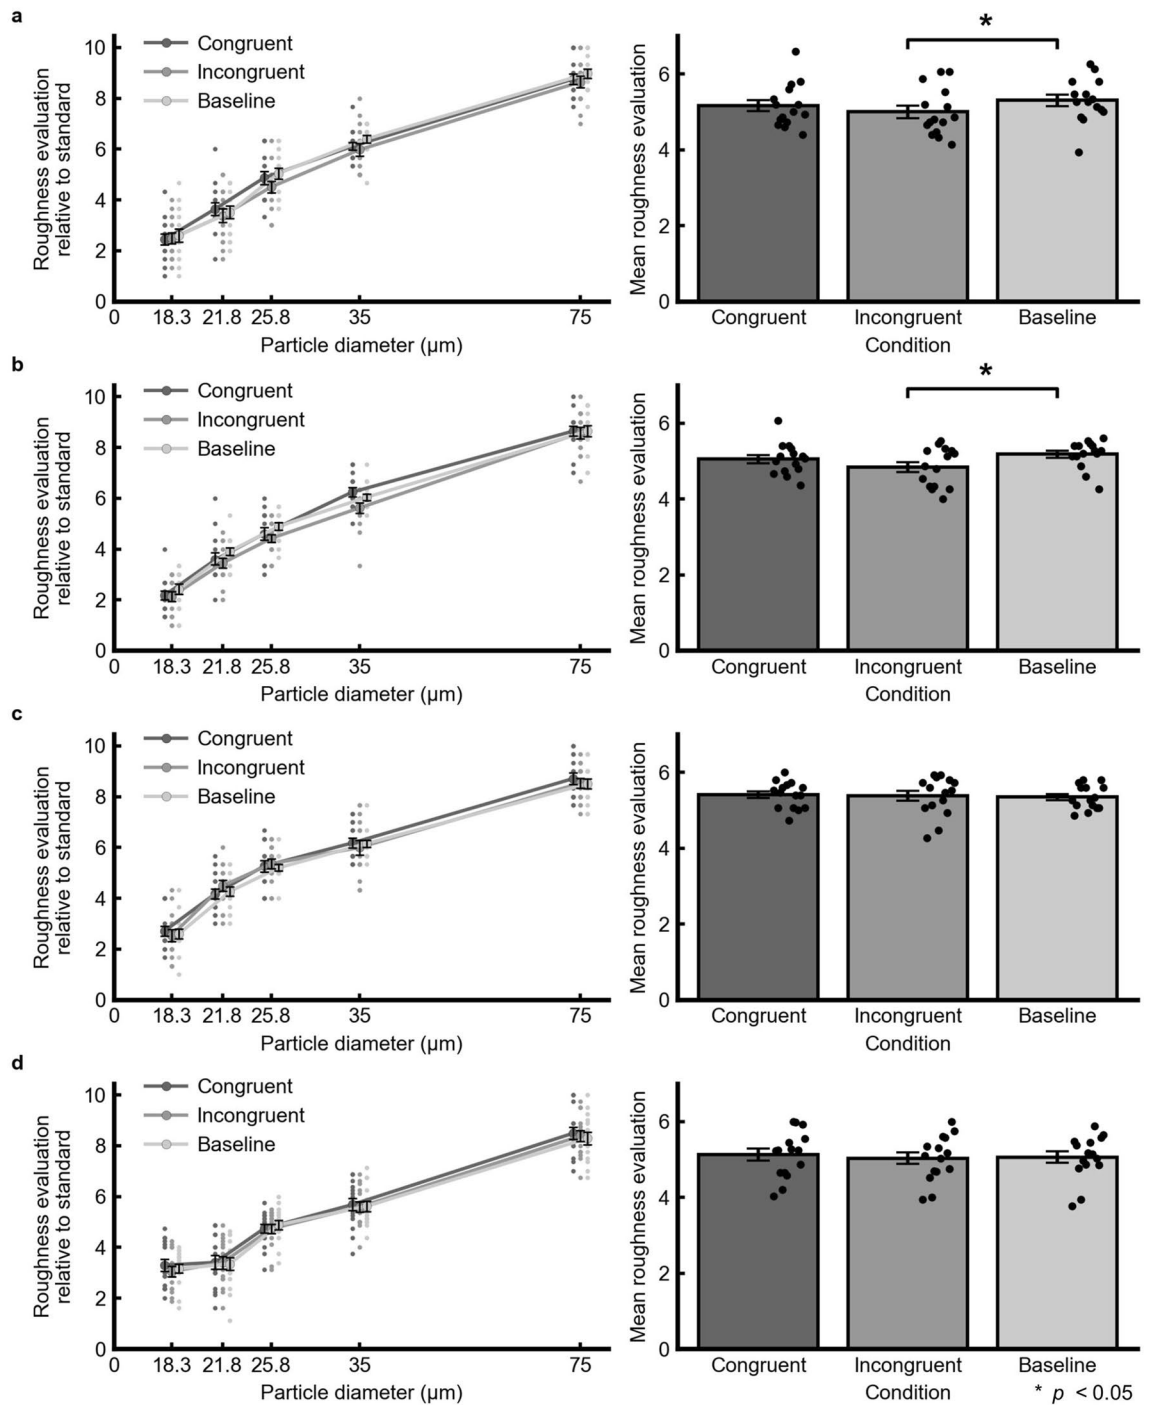 a
Congruent
Incongruent
Baseline
Roughness evaluation
relative to standard
10
8
6
4
2
0
0 18.3 21.8 25.8 35 75
Particle diameter (µm)
*
Mean roughness evaluation
6
4
2
0
Congruent Incongruent Baseline
Condition
b
Congruent
Incongruent
Baseline
Roughness evaluation
relative to standard
10
8
6
4
2
0
0 18.3 21.8 25.8 35 75
Particle diameter (µm)
*
Mean roughness evaluation
6
4
2
0
Congruent Incongruent Baseline
Condition
c
Congruent
Incongruent
Baseline
Roughness evaluation
relative to standard
10
8
6
4
2
0
0 18.3 21.8 25.8 35 75
Particle diameter (µm)
Mean roughness evaluation
6
4
2
0
Congruent Incongruent Baseline
Condition
d
Congruent
Incongruent
Baseline
Roughness evaluation
relative to standard
10
8
6
4
2
0
0 18.3 21.8 25.8 35 75
Particle diameter (µm)
Mean roughness evaluation
6
4
2
0
Congruent Incongruent Baseline
Condition
* p < 0.05